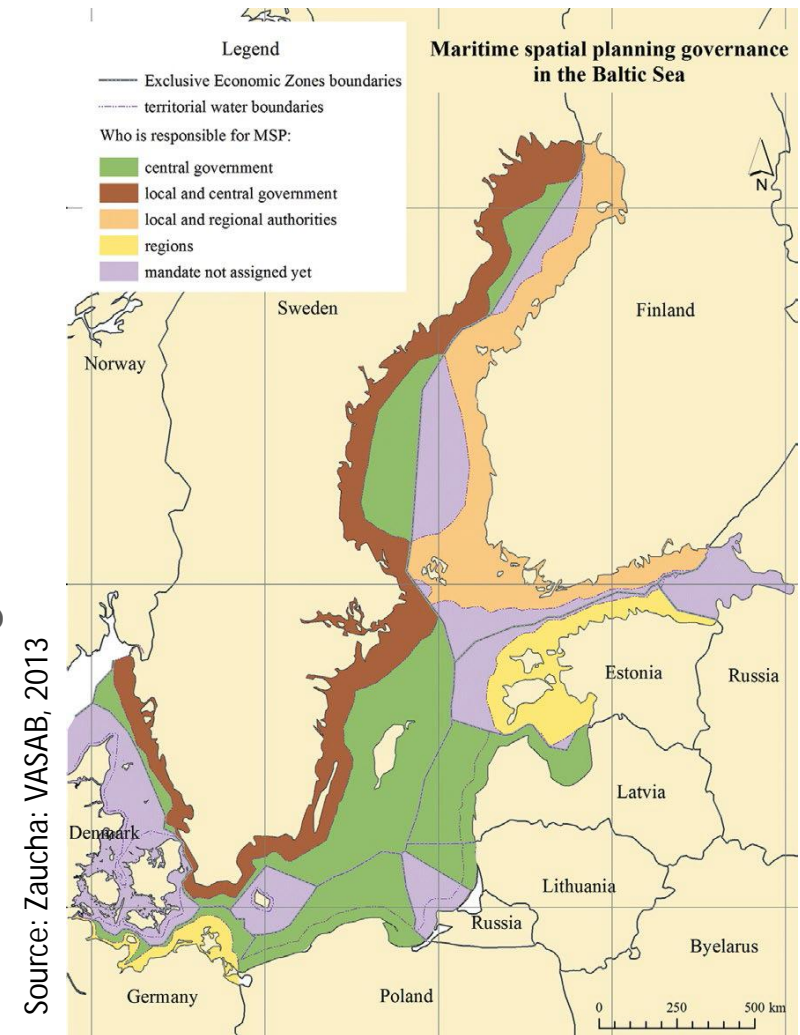 Legend
Exclusive Economic Zones boundaries
territorial water boundaries
Who is responsible for MSP:
central government
local and central government
local and regional authorities
regions
mandate not assigned yet
Maritime spatial planning governance
in the Baltic Sea
N
Sweden
Finland
Norway
Estonia
Russia
Latvia
Denmark
Lithuania
Russia
Byelarus
Germany
Poland
0 250 500 km
Source: Zaucha: VASAB, 2013